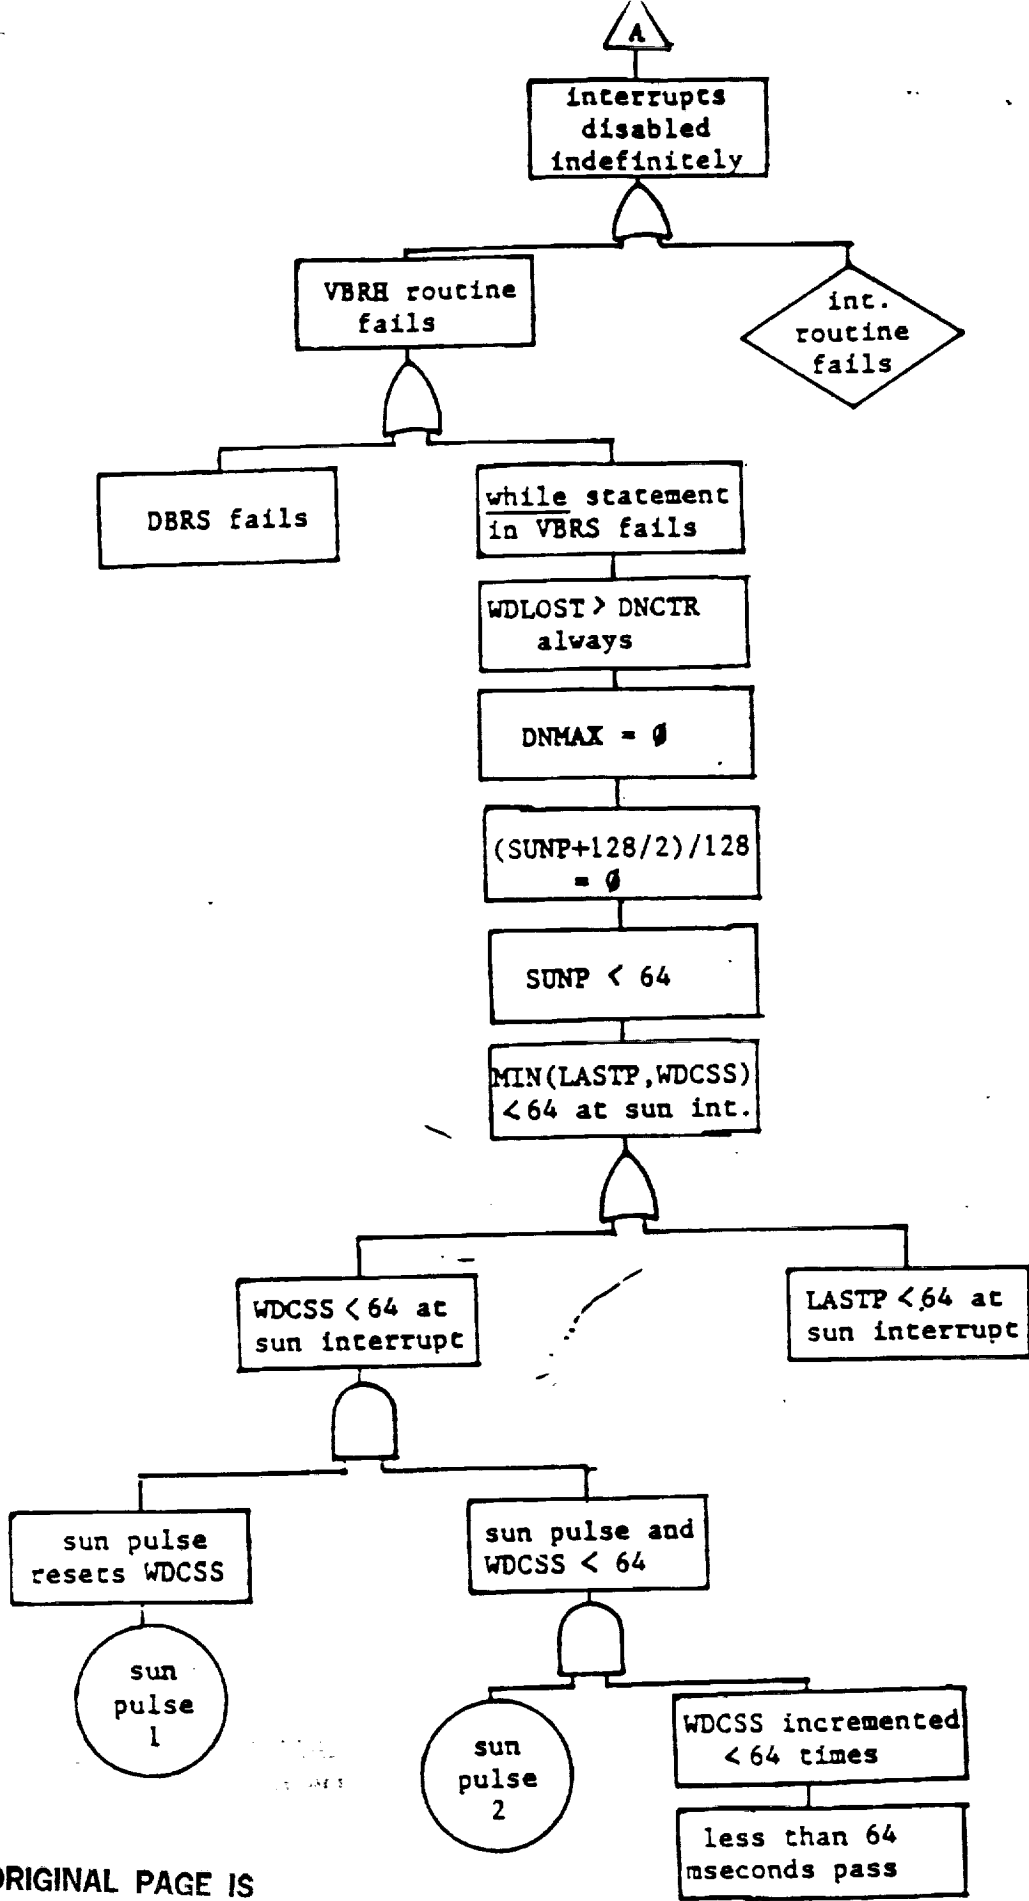 A
interrupts
disabled
indefinitely
VBRH routine
fails
int.
routine
fails
DBRS fails
while statement
in VBRS fails
WDLOST > DNCTR
always
DNMAX = Ø
(SUNP+128/2)/128
= Ø
SUNP < 64
MIN(LASTP,WDCSS)
<64 at sun int.
WDCSS <64 at
sun interrupt
LASTP <64 at
sun interrupt
sun pulse
resets WDCSS
sun pulse and
WDCSS < 64
sun
pulse
1
sun
pulse
2
WDCSS incremented
< 64 times
less than 64
mseconds pass
ORIGINAL PAGE IS